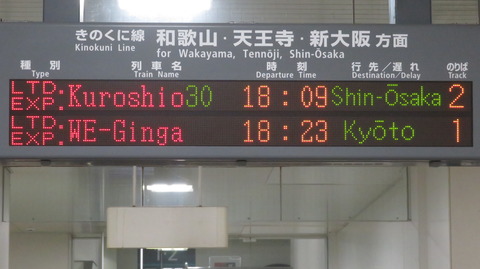 きのくに線 和歌山・天王寺・新大阪 方面
Kinokuni Line for Wakayama, Tennōji, Shin-Ōsaka
種別 列車名 時刻 行先/遅れ のりば
Type Train Name Departure Time Destination/Delay Track
LTD. EXP.:Kuroshio30 18:09 Shin-Ōsaka 2
LTD. EXP.:WE-Ginga 18:23 Kyōto 1
2